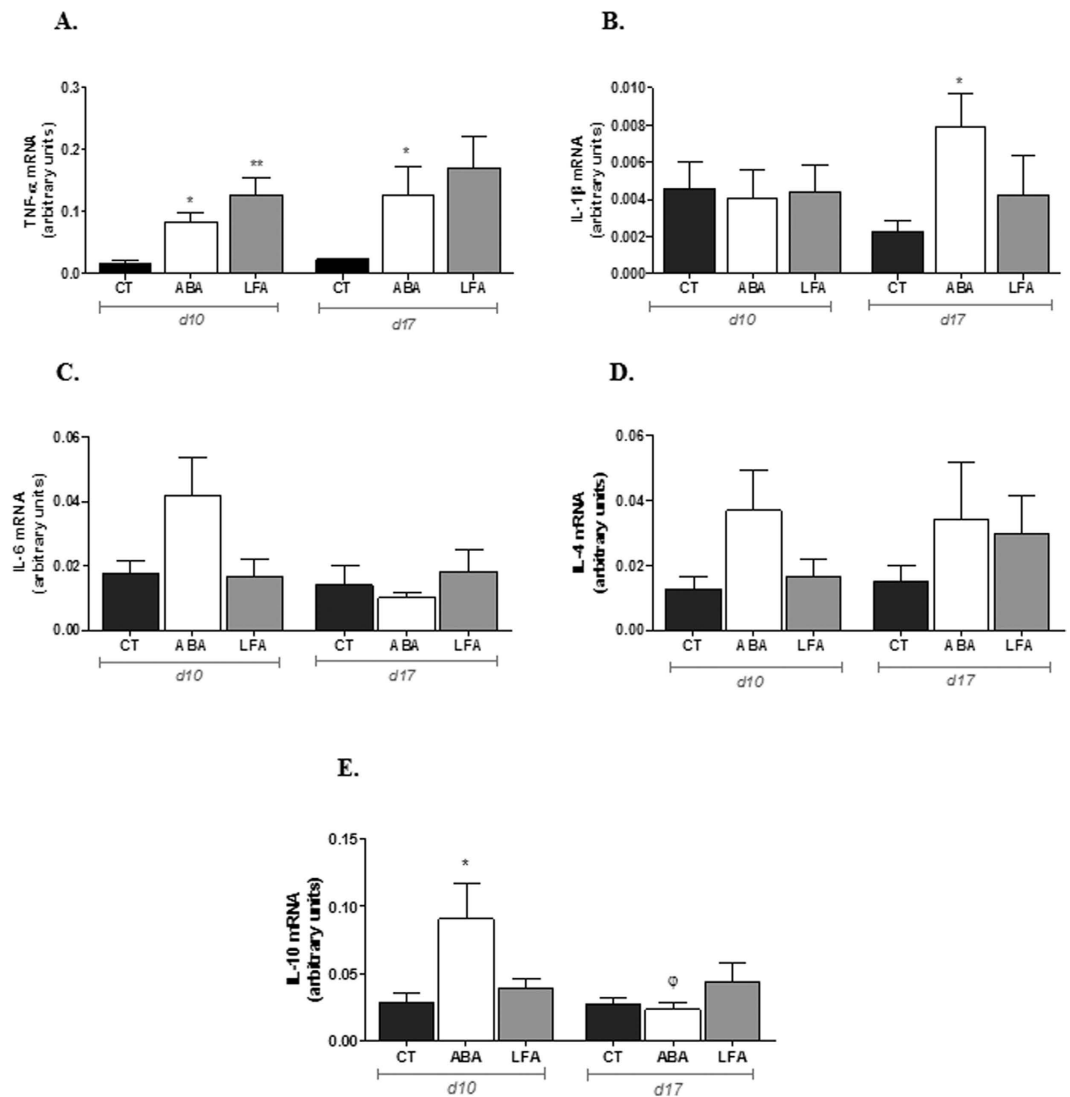 A.
TNF-α mRNA
(arbitrary units)
0.3
0.2
0.1
0.0
*
**
*
CT ABA LFA CT ABA LFA
d10 d17
B.
IL-1β mRNA
(arbitrary units)
0.010
0.008
0.006
0.004
0.002
0.000
*
CT ABA LFA CT ABA LFA
d10 d17
C.
IL-6 mRNA
(arbitrary units)
0.06
0.04
0.02
0.00
CT ABA LFA CT ABA LFA
d10 d17
D.
IL-4 mRNA
(arbitrary units)
0.06
0.04
0.02
0.00
CT ABA LFA CT ABA LFA
d10 d17
E.
IL-10 mRNA
(arbitrary units)
0.15
0.10
0.05
0.00
*
φ
CT ABA LFA CT ABA LFA
d10 d17